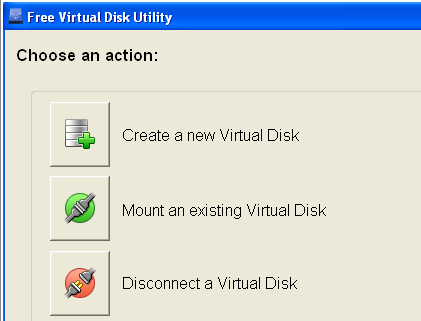 Free Virtual Disk Utility
Choose an action:
Create a new Virtual Disk
Mount an existing Virtual Disk
Disconnect a Virtual Disk